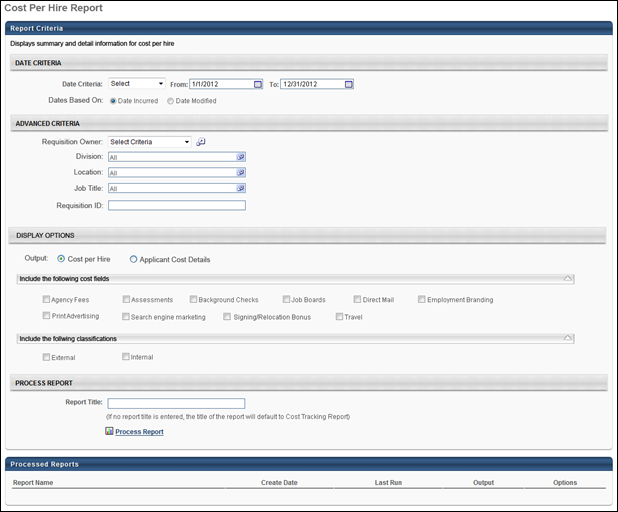 Cost Per Hire Report
Report Criteria
Displays summary and detail information for cost per hire
DATE CRITERIA
Date Criteria: Select From: 1/1/2012 To: 12/31/2012
Dates Based On: Date Incurred Date Modified
ADVANCED CRITERIA
Requisition Owner: Select Criteria
Division: All
Location: All
Job Title: All
Requisition ID:
DISPLAY OPTIONS
Output: Cost per Hire Applicant Cost Details
Include the following cost fields
Agency Fees Assessments Background Checks Job Boards Direct Mail Employment Branding
Print Advertising Search engine marketing Signing/Relocation Bonus Travel
Include the follwing classifications
External Internal
PROCESS REPORT
Report Title:
(If no report tilte is entered, the title of the report will default to Cost Tracking Report)
Process Report
Processed Reports
Report Name Create Date Last Run Output Options